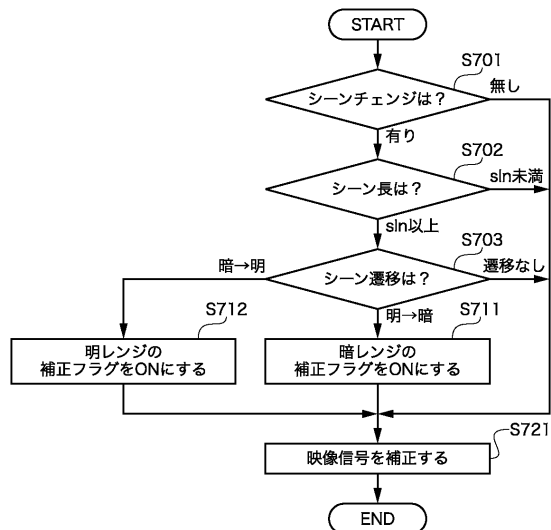 START
S701
シーンチェンジは？
無し
有り
S702
シーン長は？
sln未満
sln以上
S703
暗→明
シーン遷移は？
遷移なし
S712
明→暗
S711
明レンジの
補正フラグをONにする
暗レンジの
補正フラグをONにする
S721
映像信号を補正する
END